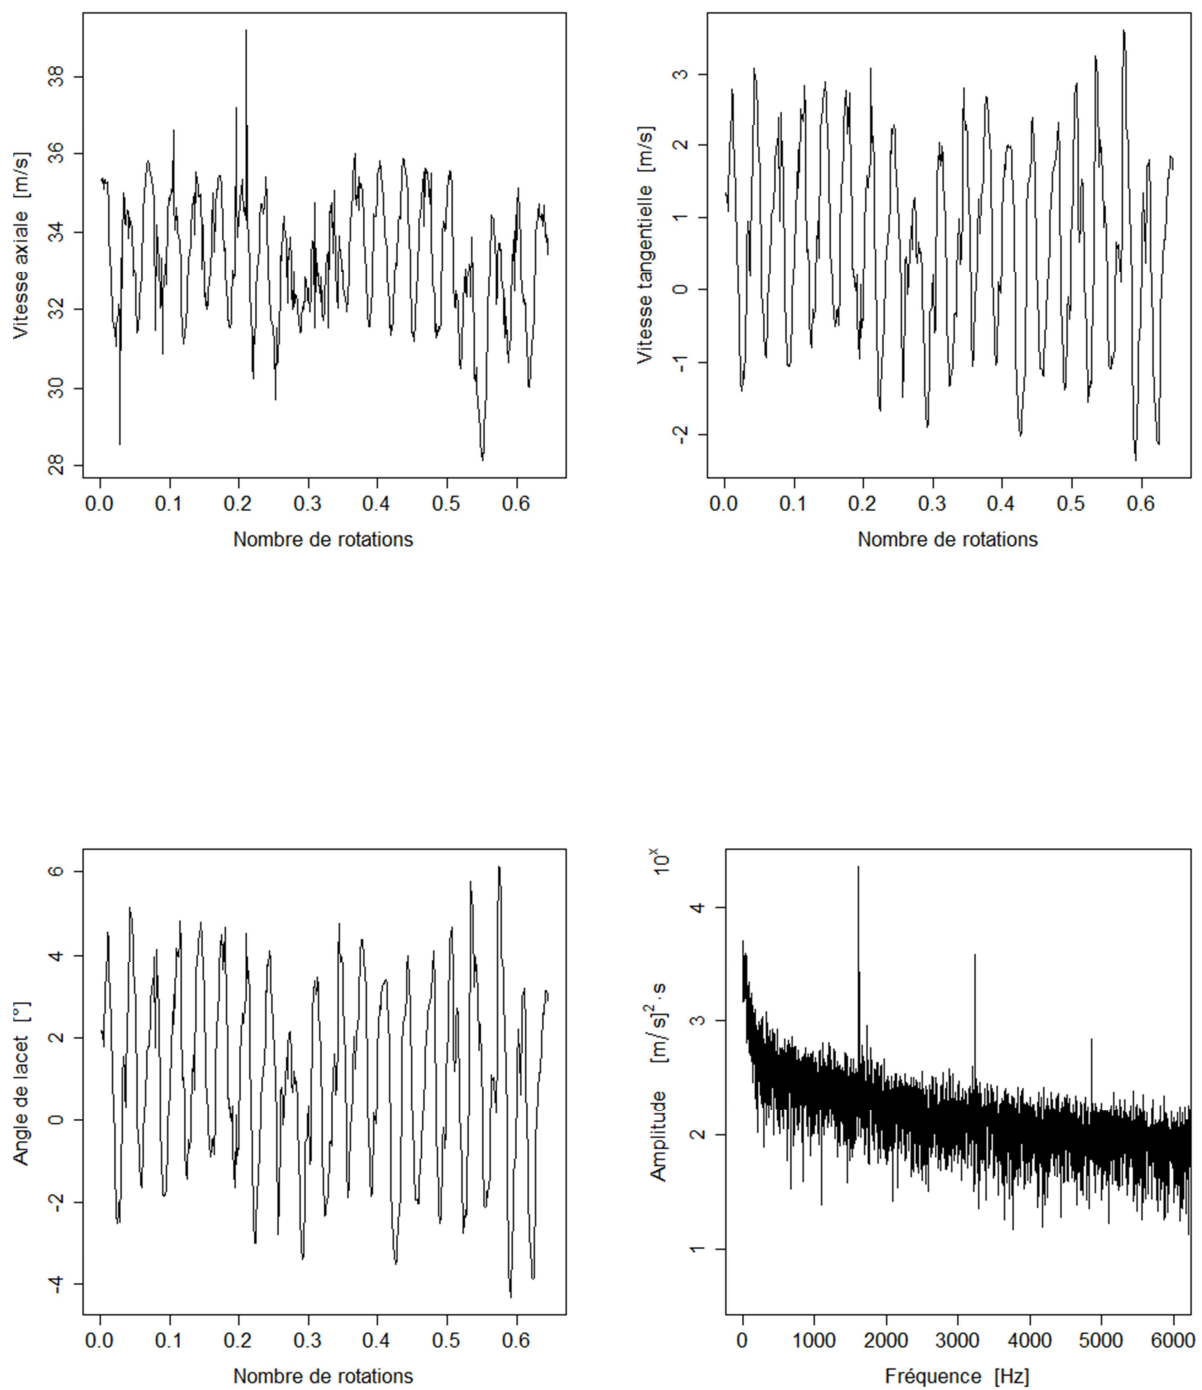 Vitesse axiale [m/s]
38
36
34
32
30
28
0.0 0.1 0.2 0.3 0.4 0.5 0.6
Nombre de rotations
Vitesse tangentielle [m/s]
3
2
1
0
-1
-2
0.0 0.1 0.2 0.3 0.4 0.5 0.6
Nombre de rotations
Angle de lacet [°]
6
4
2
0
-2
-4
0.0 0.1 0.2 0.3 0.4 0.5 0.6
Nombre de rotations
Amplitude [m/s]²·s 10ˣ
4
3
2
1
0 1000 2000 3000 4000 5000 6000
Fréquence [Hz]